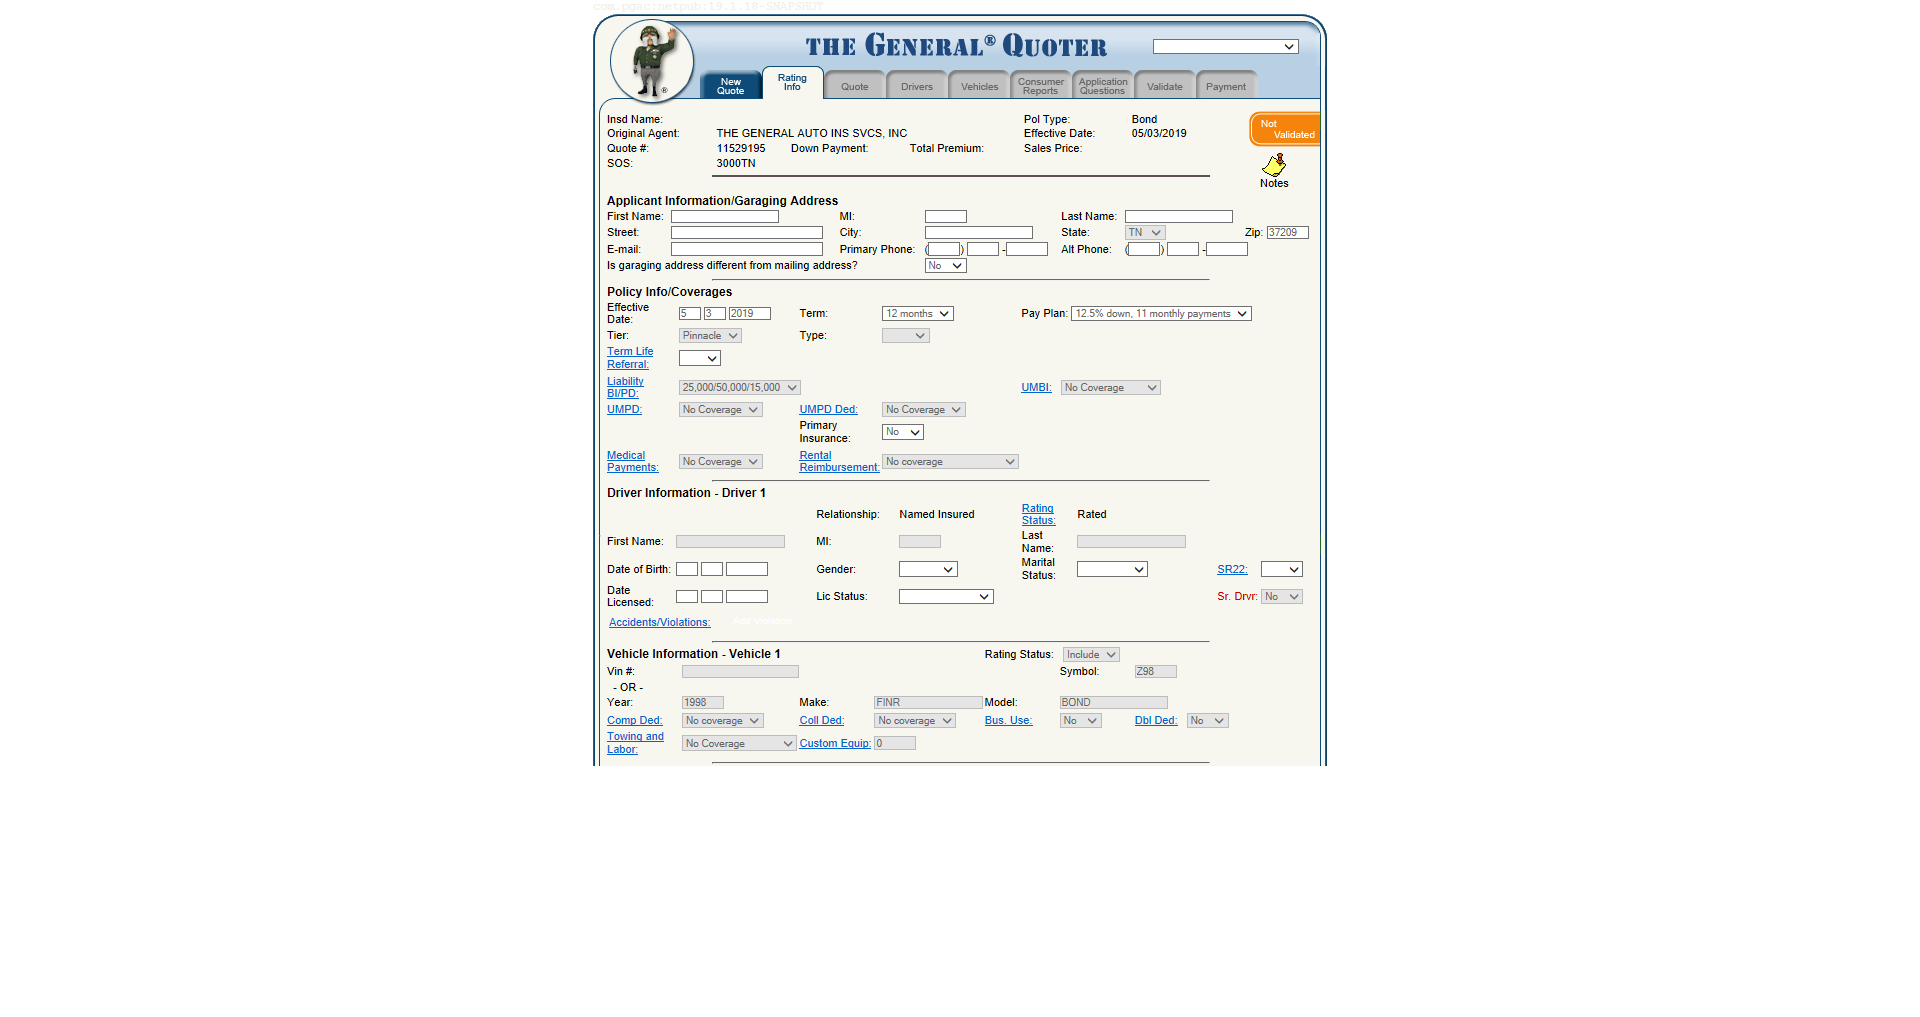 com.pgac:netpub:19.1.18-SNAPSHOT
THE GENERAL® QUOTER
New Quote
Rating Info
Quote
Drivers
Vehicles
Consumer Reports
Application Questions
Validate
Payment
®
Insd Name: Pol Type: Bond
Not Validated
Original Agent: THE GENERAL AUTO INS SVCS, INC Effective Date: 05/03/2019
Quote #: 11529195 Down Payment: Total Premium: Sales Price:
SOS: 3000TN
Notes
Applicant Information/Garaging Address
First Name: MI: Last Name:
Street: City: State: TN Zip: 37209
E-mail: Primary Phone: ( ) - Alt Phone: ( ) -
Is garaging address different from mailing address? No
Policy Info/Coverages
Effective Date: 5 3 2019 Term: 12 months Pay Plan: 12.5% down, 11 monthly payments
Tier: Pinnacle Type:
Term Life Referral:
Liability BI/PD: 25,000/50,000/15,000 UMBI: No Coverage
UMPD: No Coverage UMPD Ded: No Coverage
Primary Insurance: No
Medical Payments: No Coverage Rental Reimbursement: No coverage
Driver Information - Driver 1
Relationship: Named Insured Rating Status: Rated
First Name: MI: Last Name:
Date of Birth: Gender: Marital Status: SR22:
Date Licensed: Lic Status: Sr. Drvr: No
Accidents/Violations: Add Violation
Vehicle Information - Vehicle 1 Rating Status: Include
Vin #: Symbol: Z98
- OR -
Year: 1998 Make: FINR Model: BOND
Comp Ded: No coverage Coll Ded: No coverage Bus. Use: No Dbl Ded: No
Towing and Labor: No Coverage Custom Equip: 0